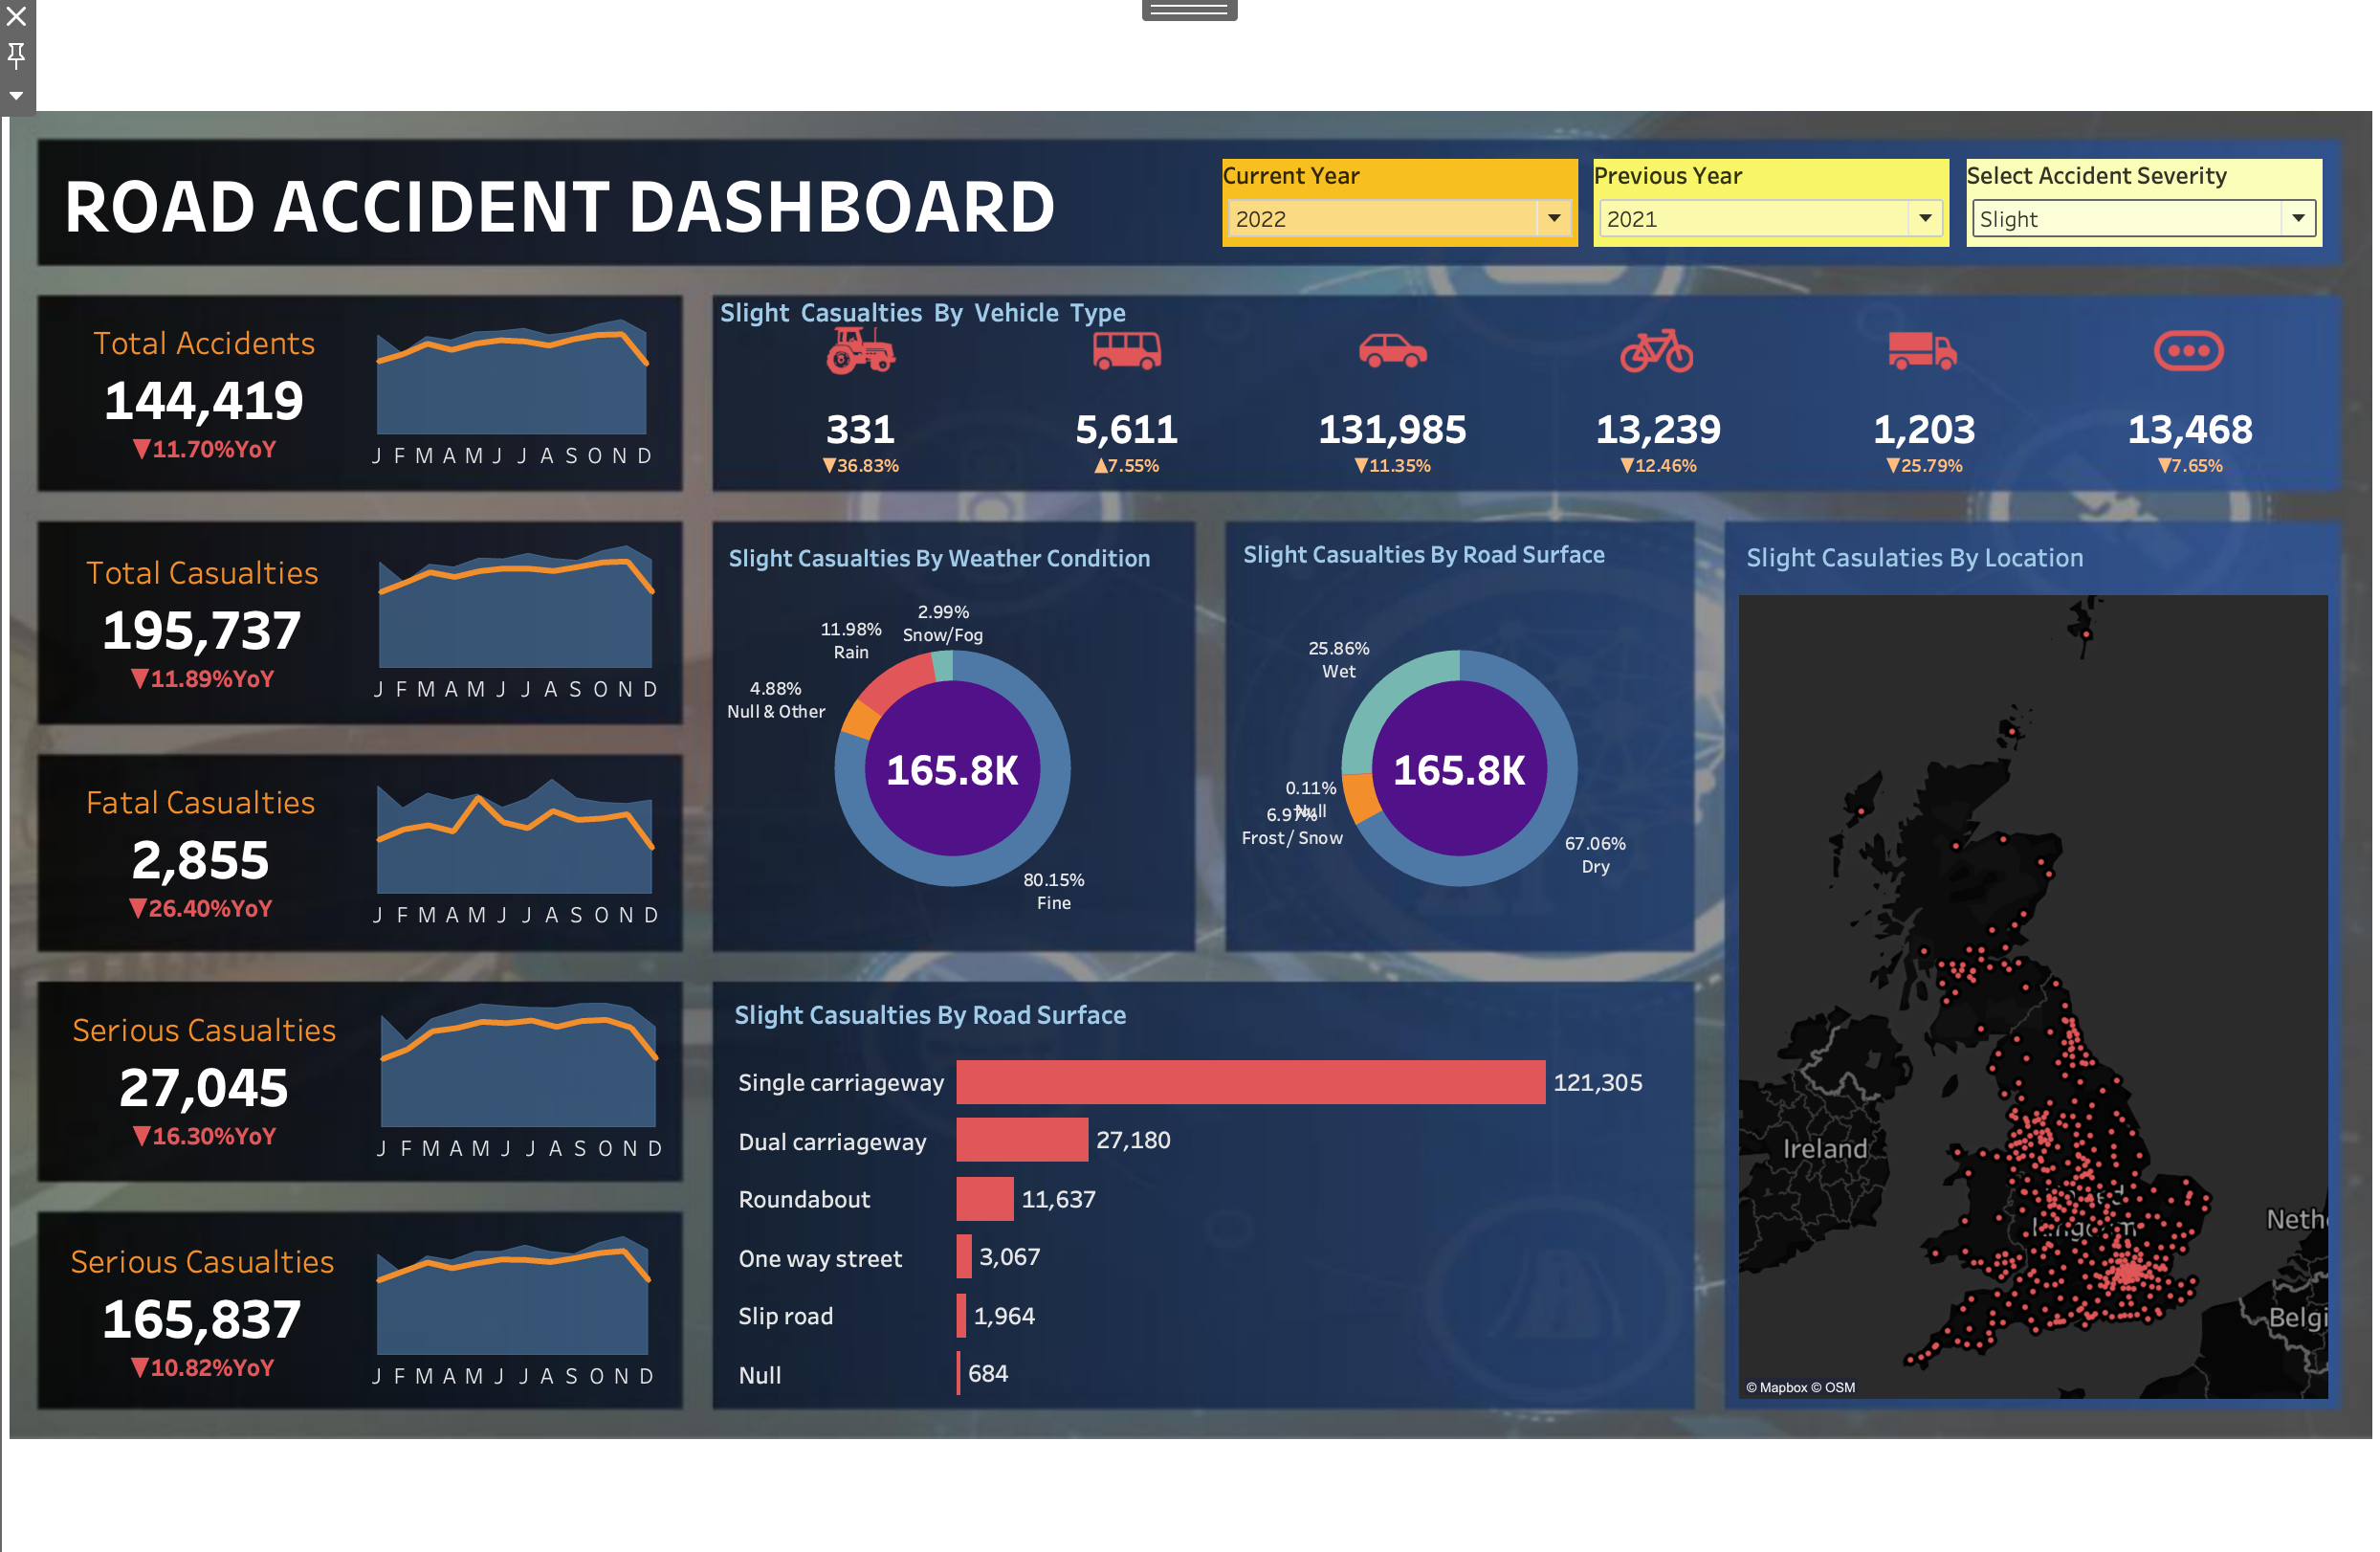 ROAD ACCIDENT DASHBOARD
Current Year
2022
Previous Year
2021
Select Accident Severity
Slight
Total Accidents
144,419
▼11.70%YoY
J F M A M J J A S O N D
Slight Casualties By Vehicle Type
331
▼36.83%
5,611
▲7.55%
131,985
▼11.35%
13,239
▼12.46%
1,203
▼25.79%
13,468
▼7.65%
Total Casualties
195,737
▼11.89%YoY
J F M A M J J A S O N D
Fatal Casualties
2,855
▼26.40%YoY
J F M A M J J A S O N D
Serious Casualties
27,045
▼16.30%YoY
J F M A M J J A S O N D
Serious Casualties
165,837
▼10.82%YoY
J F M A M J J A S O N D
Slight Casualties By Weather Condition
2.99%
Snow/Fog
11.98%
Rain
4.88%
Null & Other
165.8K
80.15%
Fine
Slight Casualties By Road Surface
25.86%
Wet
165.8K
0.11%
Null
6.97%
Frost/ Snow
67.06%
Dry
Slight Casualties By Road Surface
Single carriageway 121,305
Dual carriageway 27,180
Roundabout 11,637
One way street 3,067
Slip road 1,964
Null 684
Slight Casulaties By Location
Ireland
Neth
Belgi
© Mapbox © OSM